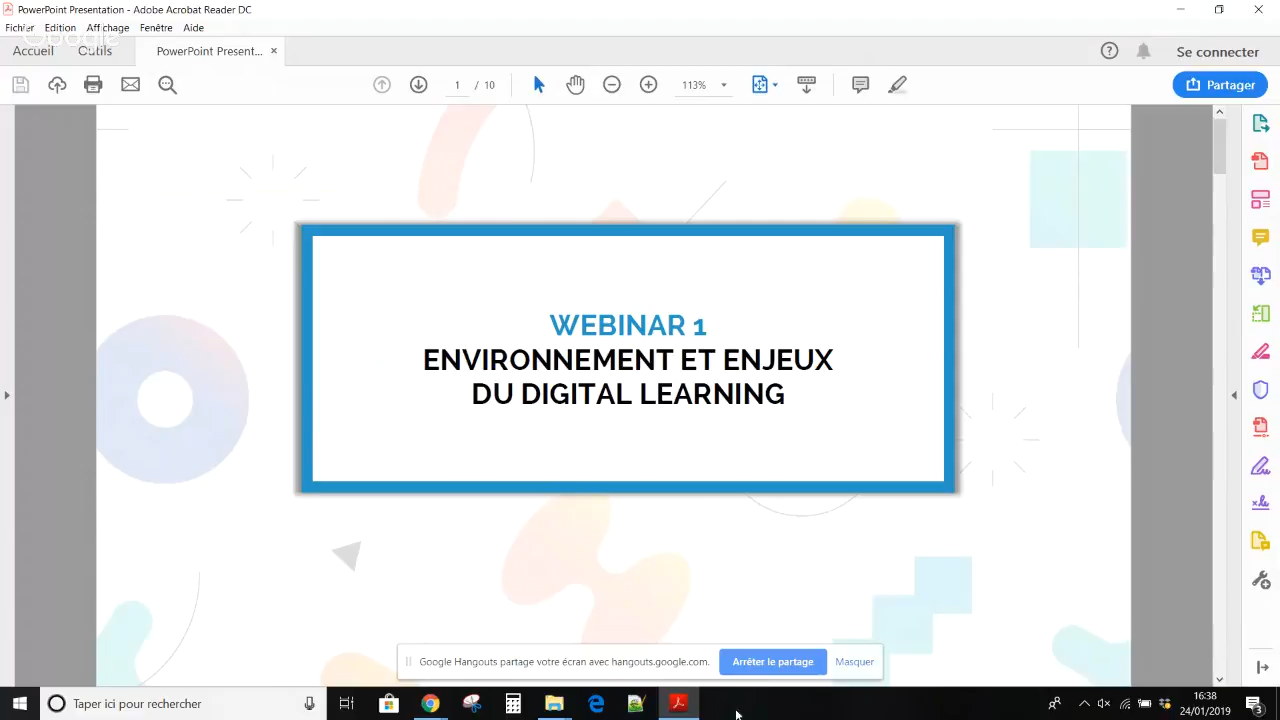 PowerPoint Presentation - Adobe Acrobat Reader DC
Fichier Edition Affichage Fenêtre Aide
Google
Accueil Outils PowerPoint Present... × Se connecter
1 / 10 113% Partager
WEBINAR 1
ENVIRONNEMENT ET ENJEUX
DU DIGITAL LEARNING
Google Hangouts partage votre écran avec hangouts.google.com. Arrêter le partage Masquer
Taper ici pour rechercher
16:38
24/01/2019
3